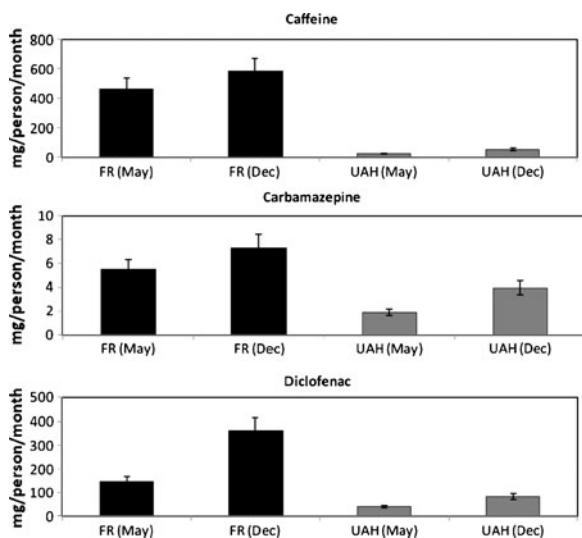 Caffeine
mg/person/month
800
600
400
200
0
FR (May) FR (Dec) UAH (May) UAH (Dec)
Carbamazepine
mg/person/month
10
8
6
4
2
0
FR (May) FR (Dec) UAH (May) UAH (Dec)
Diclofenac
mg/person/month
500
400
300
200
100
0
FR (May) FR (Dec) UAH (May) UAH (Dec)